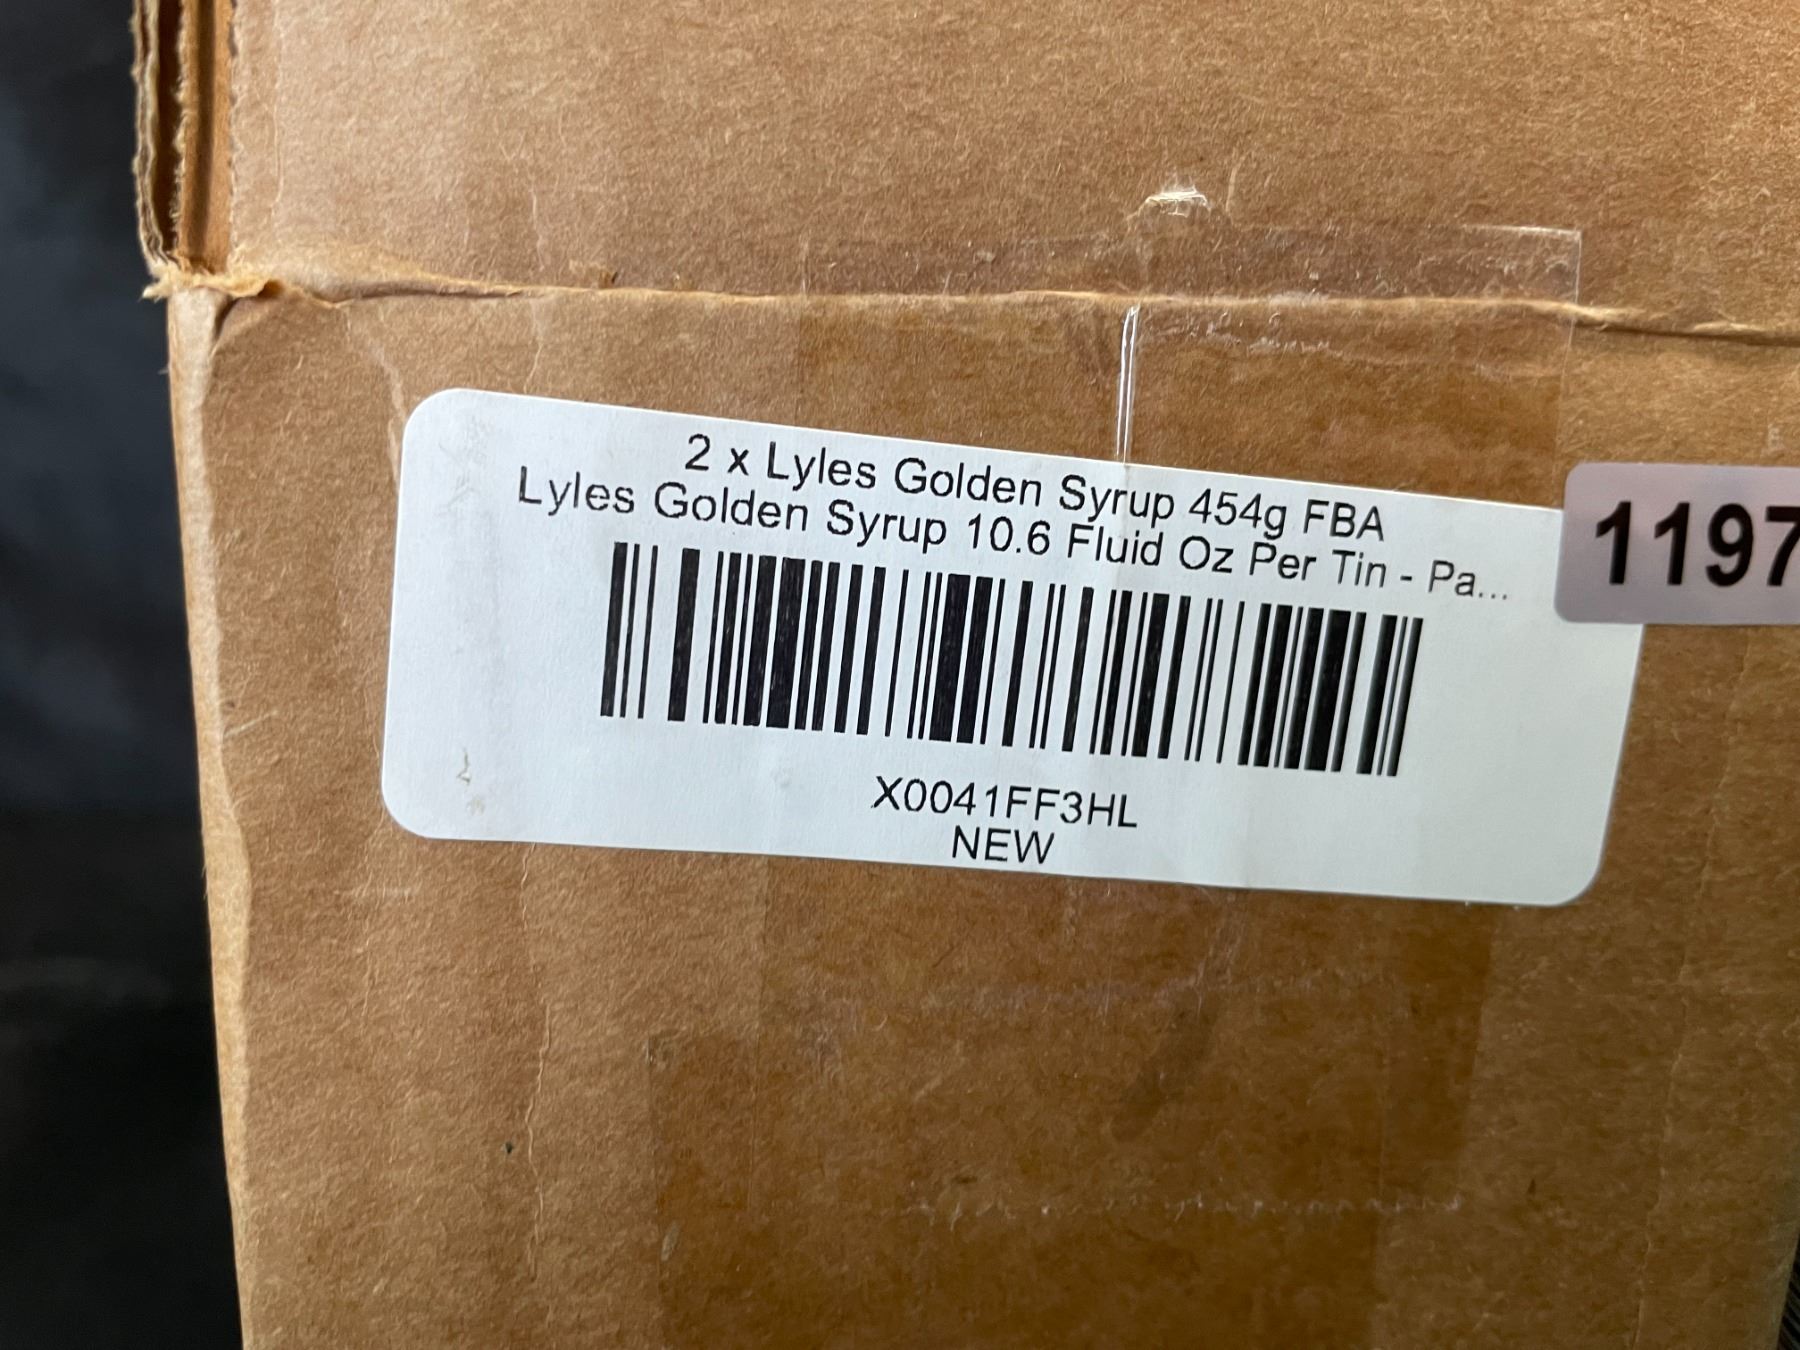 2 x Lyles Golden Syrup 454g FBA
Lyles Golden Syrup 10.6 Fluid Oz Per Tin - Pa...
1197
X0041FF3HL
NEW